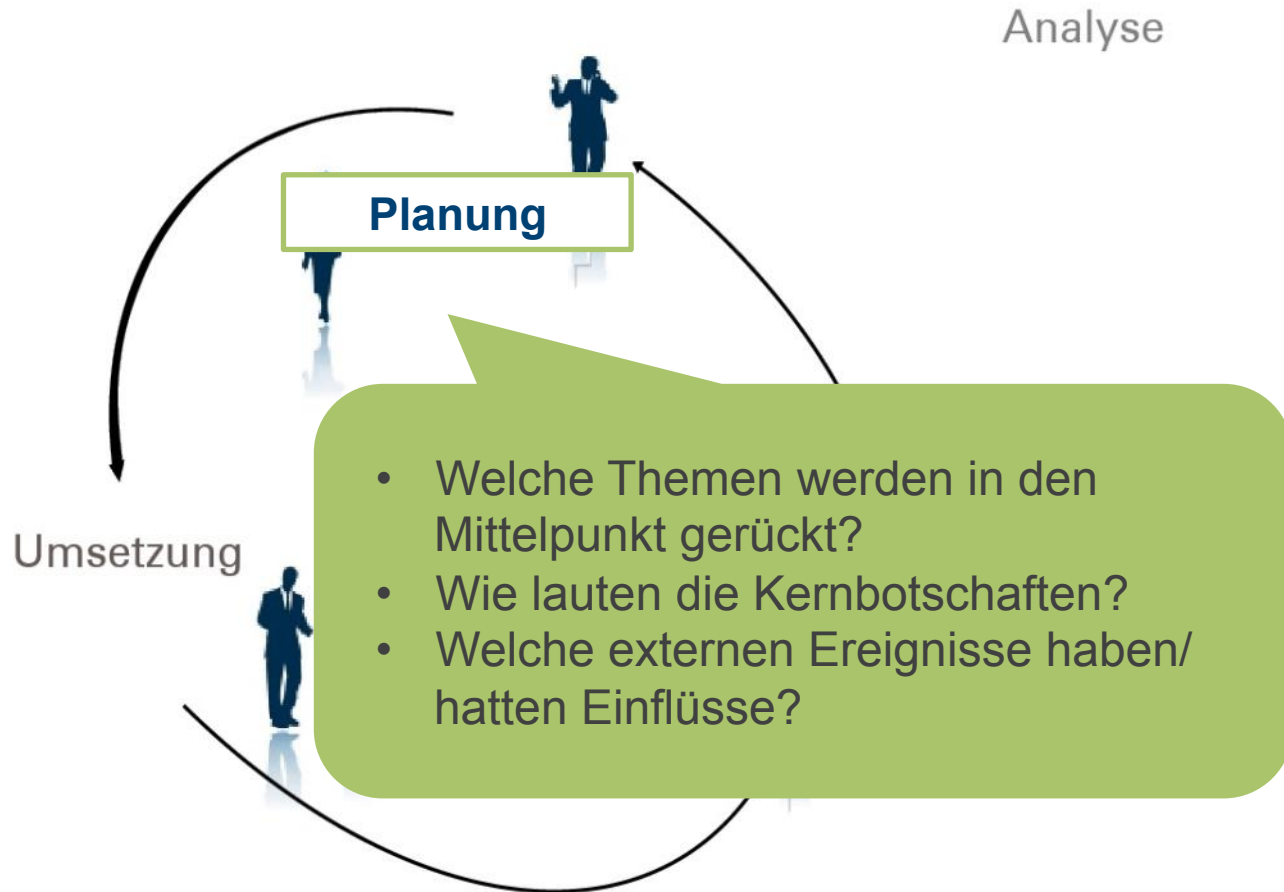 Analyse
Planung
• Welche Themen werden in den
Mittelpunkt gerückt?
• Wie lauten die Kernbotschaften?
• Welche externen Ereignisse haben/
hatten Einflüsse?
Umsetzung